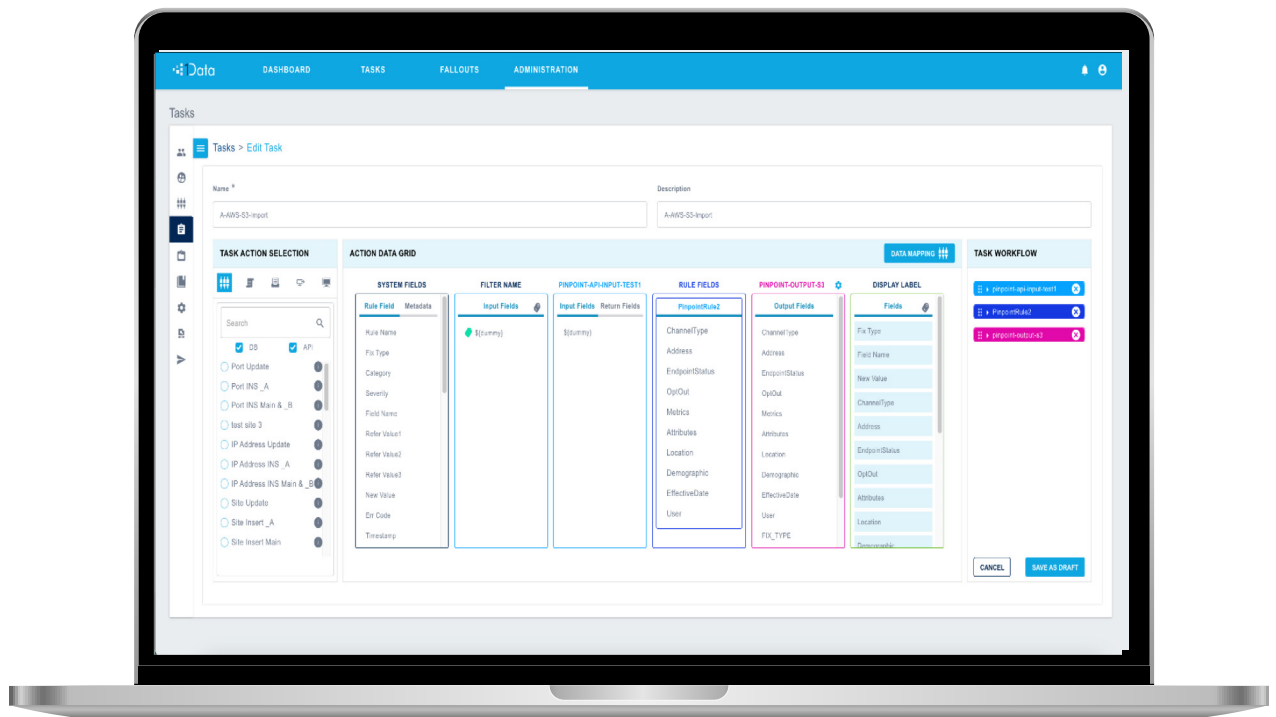 1Data
DASHBOARD
TASKS
FALLOUTS
ADMINISTRATION
Tasks
Tasks > Edit Task
Name *
Description
A-AWS-S3-Import
A-AWS-S3-Import
TASK ACTION SELECTION
Search
DB
API
Port Update
Port INS _A
Port INS Main & _B
test site 3
IP Address Update
IP Address INS _A
IP Address INS Main & _B
Site Update
Site Insert _A
Site Insert Main
ACTION DATA GRID
DATA MAPPING
SYSTEM FIELDS
Rule Field
Metadata
Rule Name
Fix Type
Category
Severity
Field Name
Refer Value1
Refer Value2
Refer Value3
New Value
Err Code
Timestamp
FILTER NAME
Input Fields
${dummy}
PINPOINT-API-INPUT-TEST1
Input Fields
Return Fields
${dummy}
RULE FIELDS
PinpointRule2
ChannelType
Address
EndpointStatus
OptOut
Metrics
Attributes
Location
Demographic
EffectiveDate
User
PINPOINT-OUTPUT-S3
Output Fields
ChannelType
Address
EndpointStatus
OptOut
Metrics
Attributes
Location
Demographic
EffectiveDate
User
FIX_TYPE
DISPLAY LABEL
Fields
Fix Type
Field Name
New Value
ChannelType
Address
EndpointStatus
OptOut
Attributes
Location
Demographic
TASK WORKFLOW
pinpoint-api-input-test1
PinpointRule2
pinpoint-output-s3
CANCEL
SAVE AS DRAFT